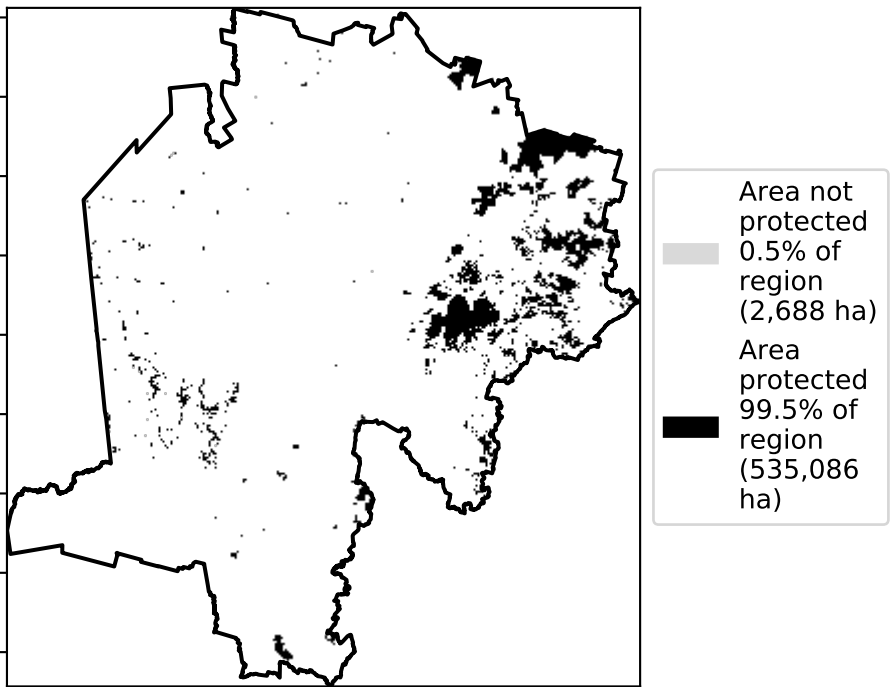 Area not
protected
0.5% of
region
(2,688 ha)
Area
protected
99.5% of
region
(535,086
ha)